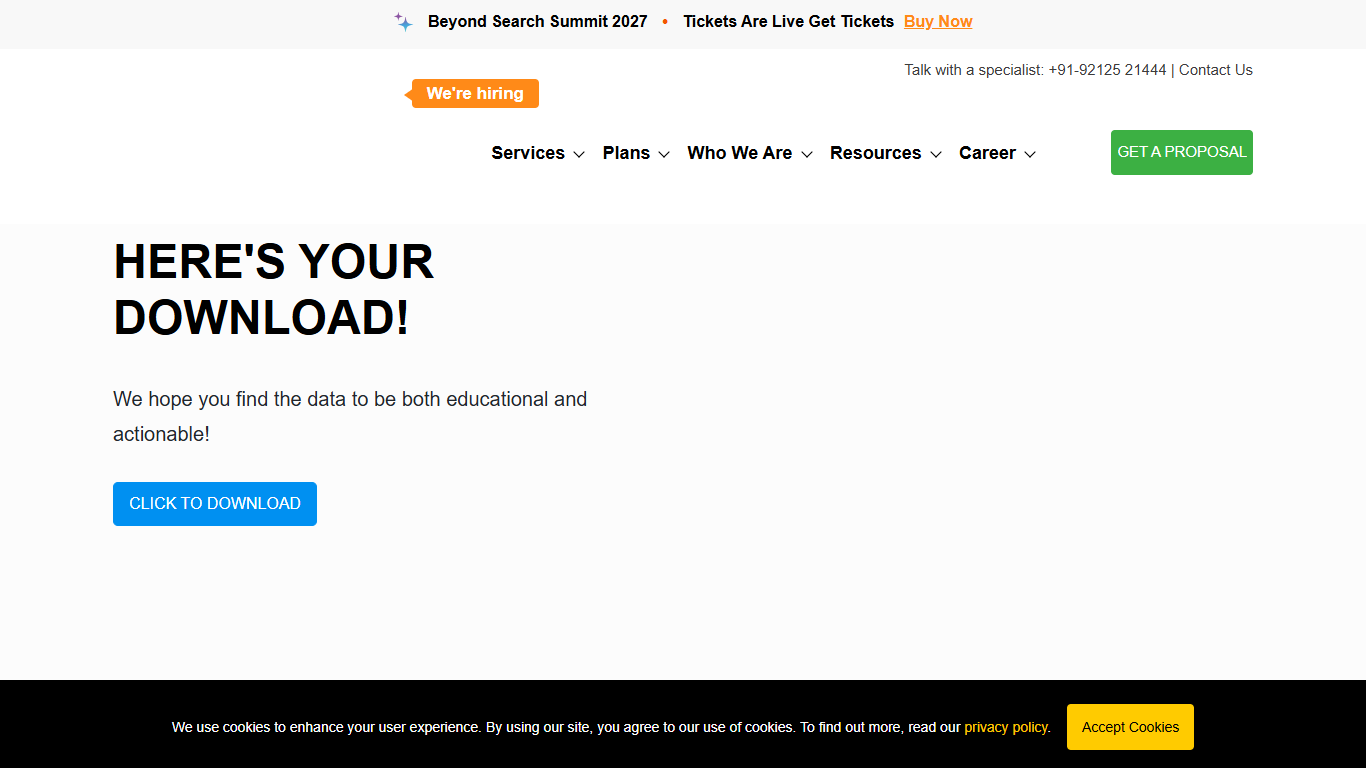 Beyond Search Summit 2027 • Tickets Are Live Get Tickets Buy Now
Talk with a specialist: +91-92125 21444 | Contact Us
We're hiring
Services Plans Who We Are Resources Career
GET A PROPOSAL
HERE'S YOUR
DOWNLOAD!
We hope you find the data to be both educational and
actionable!
CLICK TO DOWNLOAD
We use cookies to enhance your user experience. By using our site, you agree to our use of cookies. To find out more, read our privacy policy.
Accept Cookies